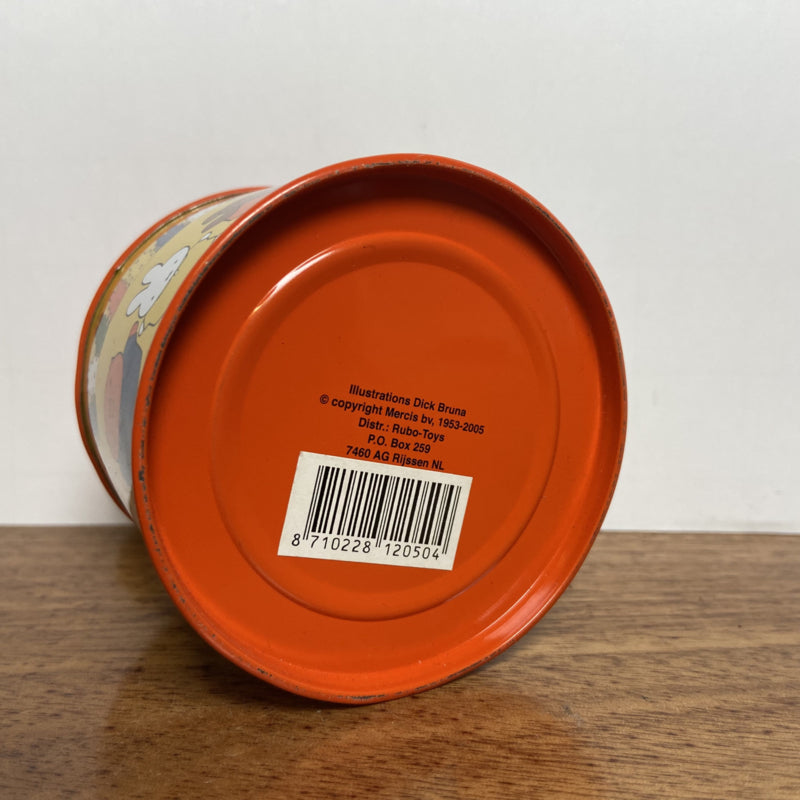 Illustrations Dick Bruna
© copyright Mercis bv, 1953-2005
Distr.: Rubo-Toys
P.O. Box 259
7460 AG Rijssen NL
8 710228 120504